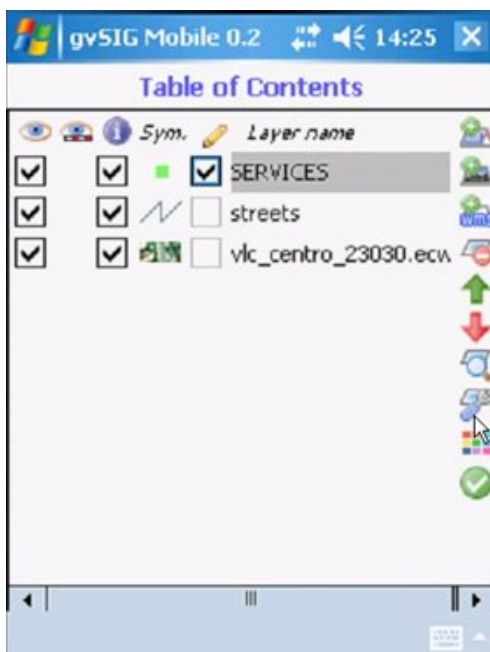 gvSIG Mobile 0.2 14:25
Table of Contents
Sym. Layer name
SERVICES
streets
vlc_centro_23030.ecw